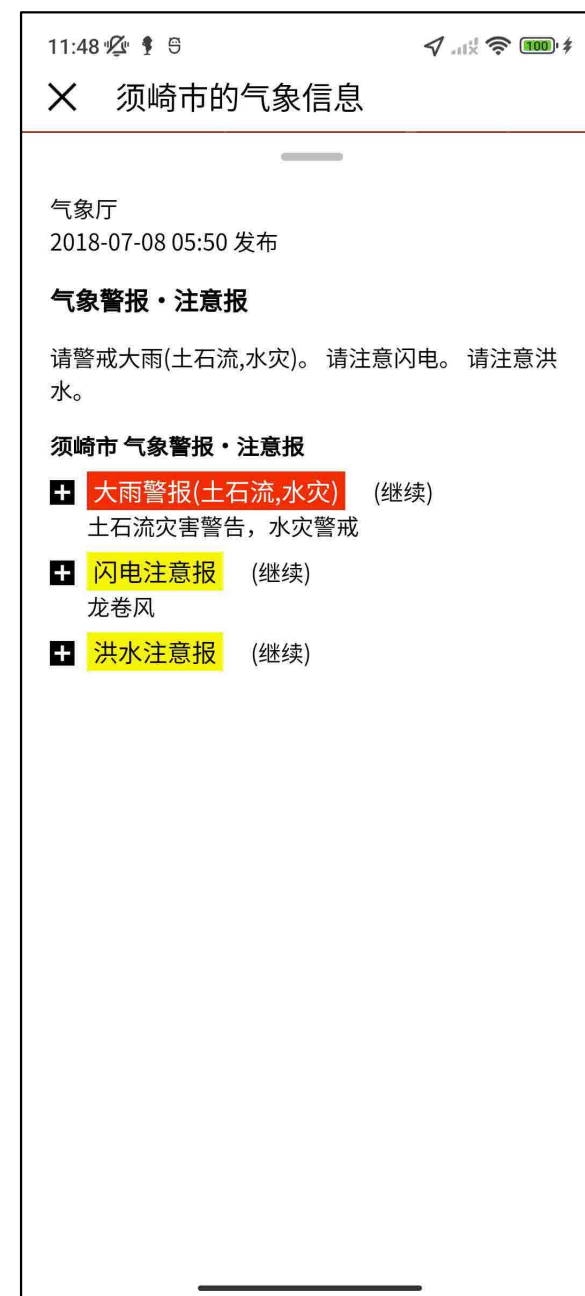 11:48
100
须崎市的气象信息
气象厅
2018-07-08 05:50 发布
气象警报・注意报
请警戒大雨(土石流,水灾)。 请注意闪电。 请注意洪
水。
须崎市 气象警报・注意报
大雨警报(土石流,水灾) (继续)
土石流灾害警告，水灾警戒
闪电注意报 (继续)
龙卷风
洪水注意报 (继续)